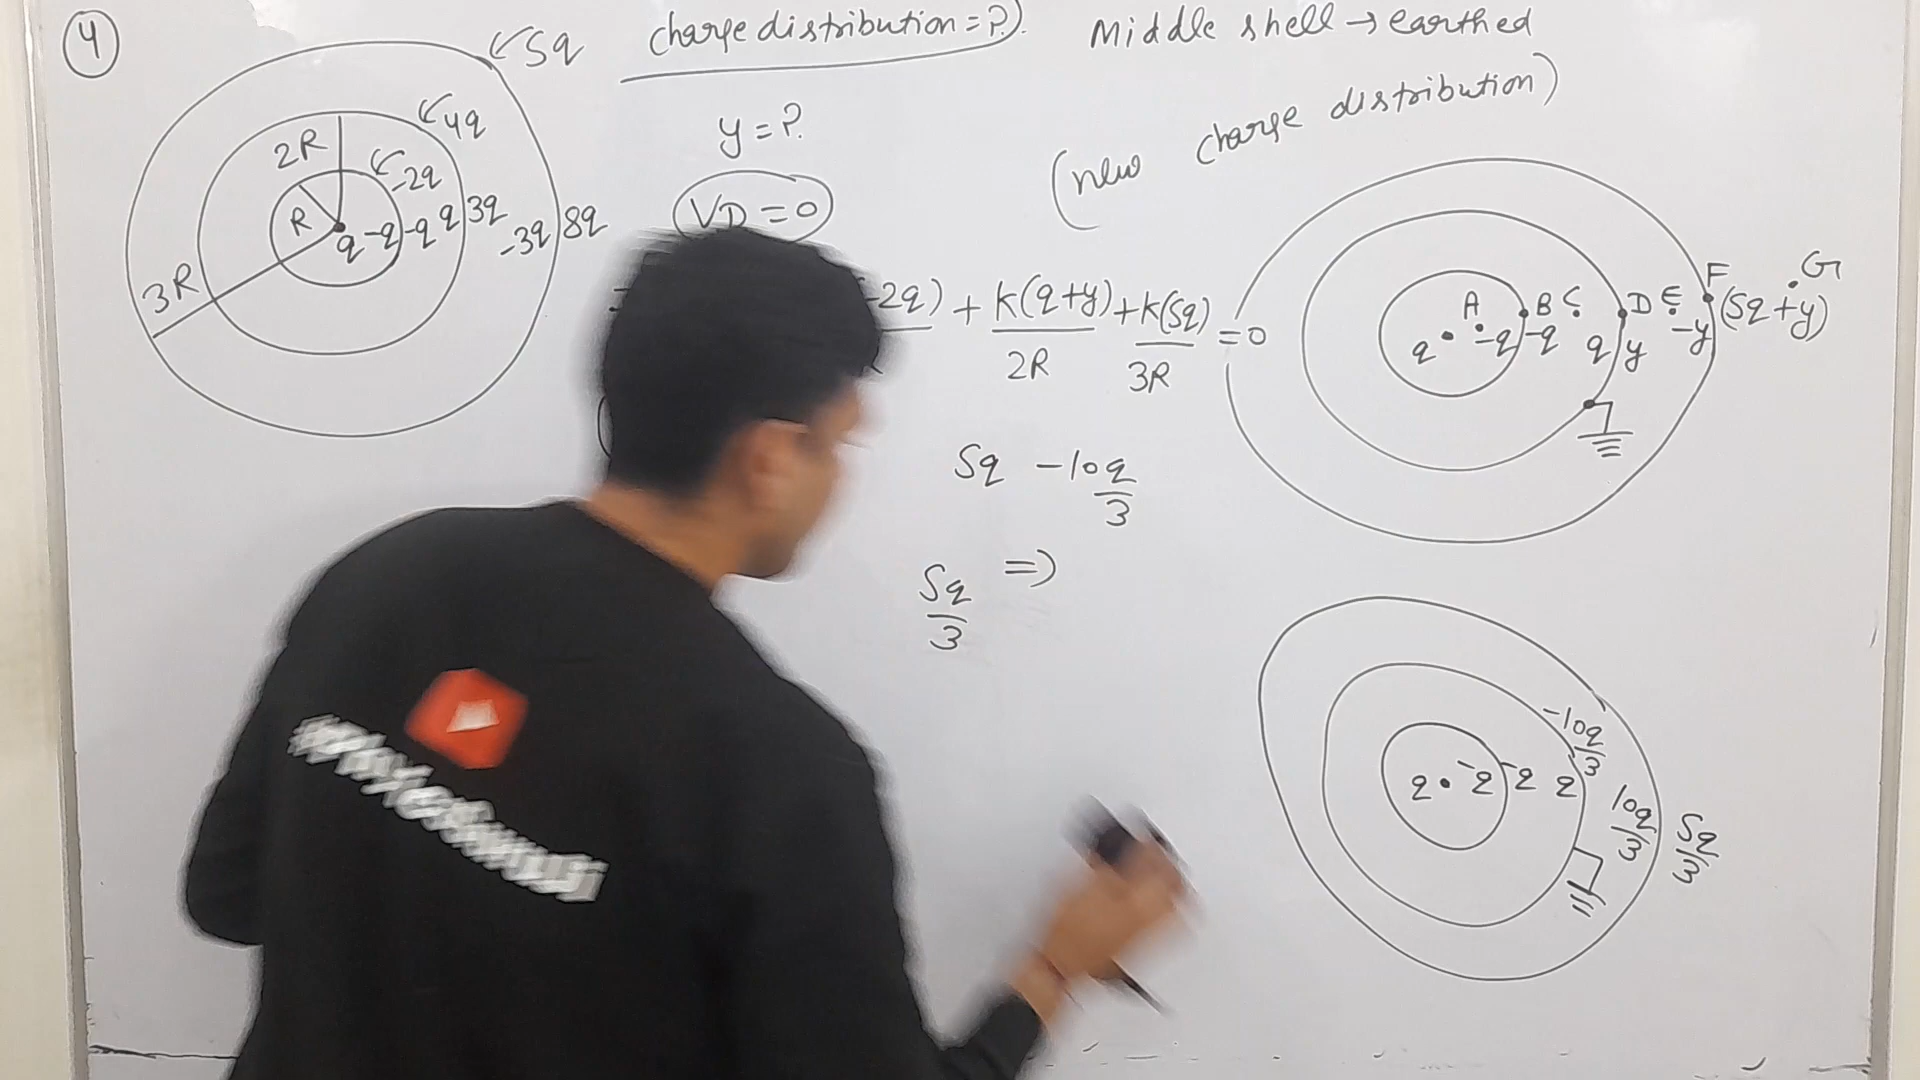 4
5q
4q
-2q
2R
R
3R
q -q -q q 3q -3q 8q
charge distribution = ?
Middle shell → earthed
(new charge distribution)
y = ?
VD = 0
-2q) + k(q+y) + k(5q) = 0
2R 3R
A B C D E F G
q -q -q q y -y (5q + y)
5q - 10q/3
5q/3 =>
-10q/3
q -q -q q
10q/3
5q/3